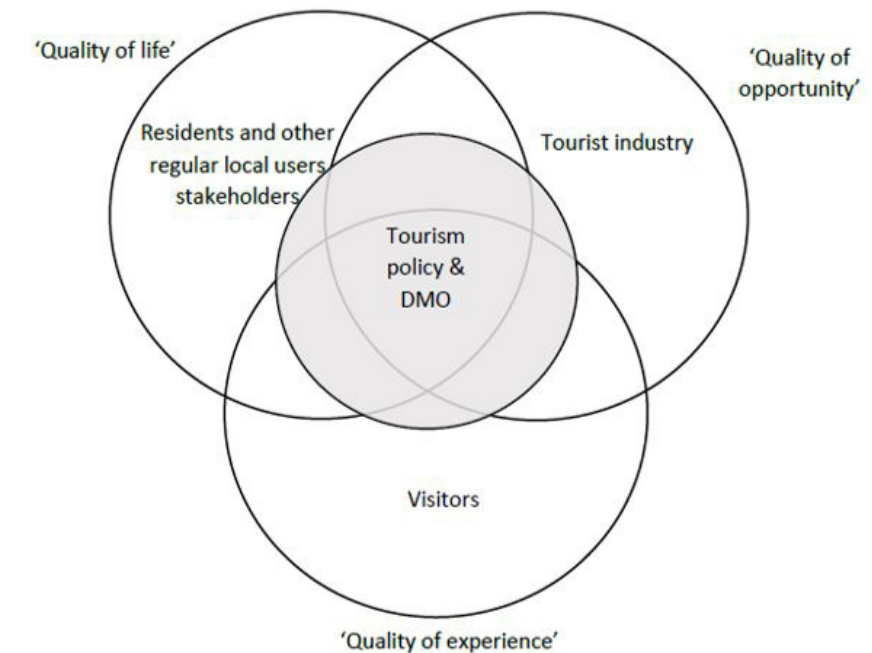 ‘Quality of life’
‘Quality of
opportunity’
Residents and other
regular local users
stakeholders
Tourist industry
Tourism
policy &
DMO
Visitors
‘Quality of experience’